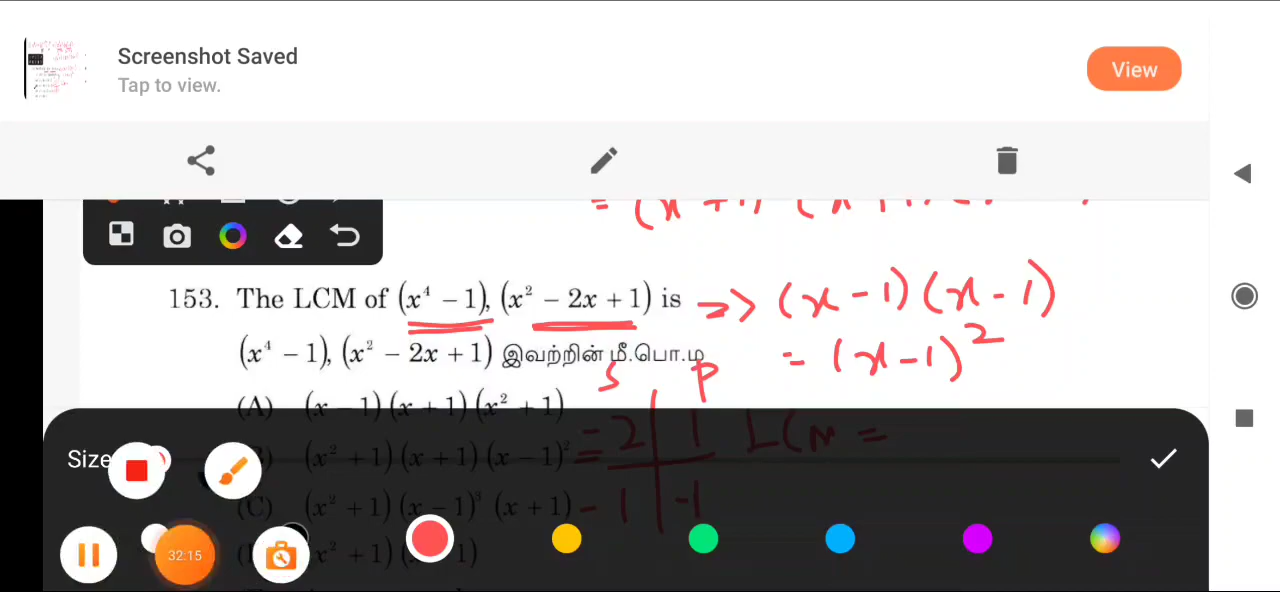 Screenshot Saved
Tap to view.
View
153. The LCM of (x⁴ – 1), (x² – 2x + 1) is => (x – 1)(x – 1)
(x⁴ – 1), (x² – 2x + 1) இவற்றின் மீ.பொ.ம = (x – 1)²
S P
(A) (x – 1)(x + 1)(x² + 1)
(x² + 1)(x + 1)(x – 1)² = 2 1 LCM =
(C) (x² + 1)(x – 1)³ (x + 1) - 1 -1
Size
32:15